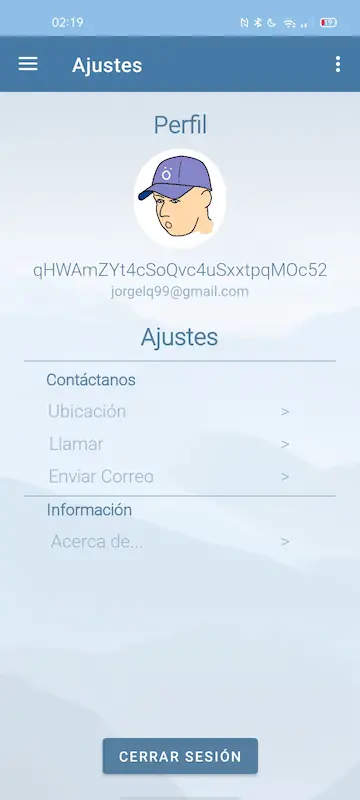 02:19
19
Ajustes
Perfil
qHWAmZYt4cSoQvc4uSxxtpqMOc52
jorgelq99@gmail.com
Ajustes
Contáctanos
Ubicación >
Llamar >
Enviar Correo >
Información
Acerca de... >
CERRAR SESIÓN